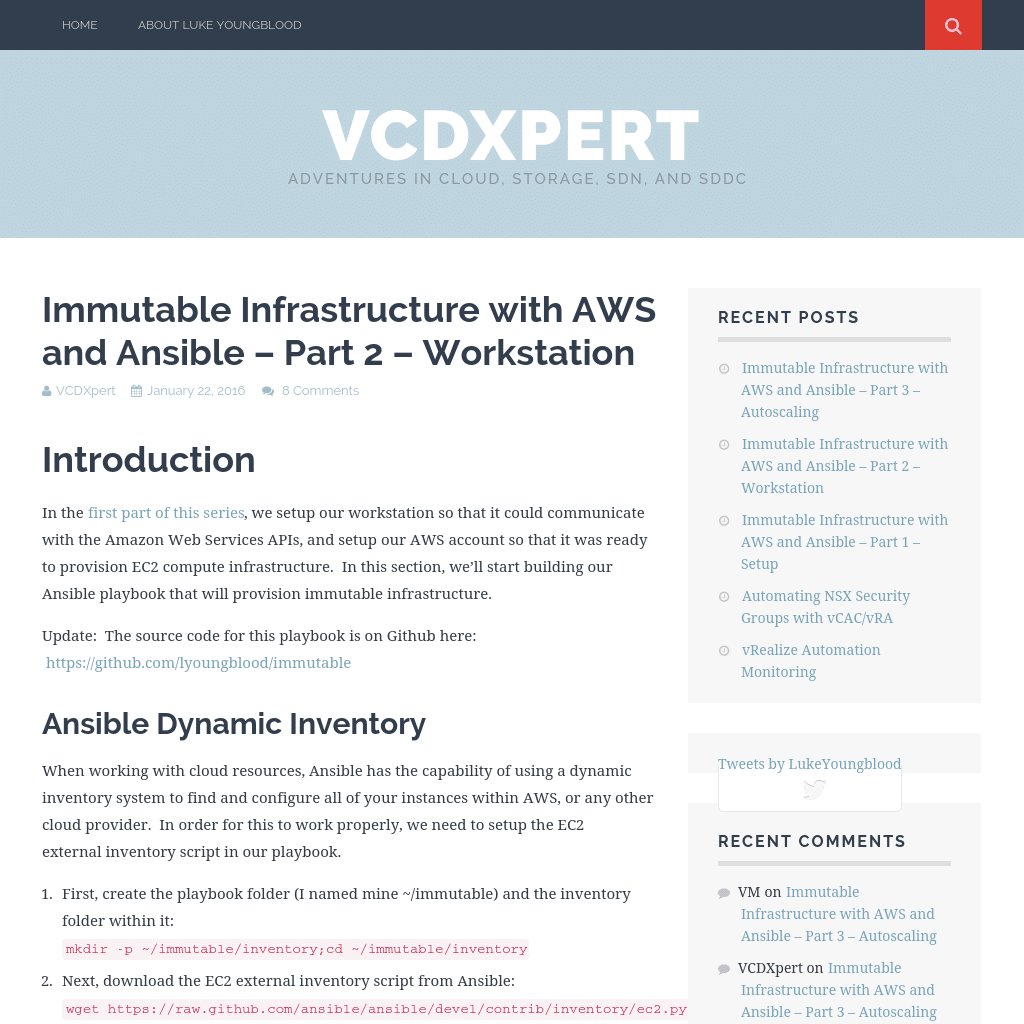 HOME
ABOUT LUKE YOUNGBLOOD
VCDXPERT
ADVENTURES IN CLOUD, STORAGE, SDN, AND SDDC
Immutable Infrastructure with AWS
and Ansible – Part 2 – Workstation
VCDXpert January 22, 2016 8 Comments
Introduction
In the first part of this series, we setup our workstation so that it could communicate
with the Amazon Web Services APIs, and setup our AWS account so that it was ready
to provision EC2 compute infrastructure.  In this section, we’ll start building our
Ansible playbook that will provision immutable infrastructure.
Update:  The source code for this playbook is on Github here:
https://github.com/lyoungblood/immutable
Ansible Dynamic Inventory
When working with cloud resources, Ansible has the capability of using a dynamic
inventory system to find and configure all of your instances within AWS, or any other
cloud provider.  In order for this to work properly, we need to setup the EC2
external inventory script in our playbook.
1. First, create the playbook folder (I named mine ~/immutable) and the inventory
folder within it:
mkdir -p ~/immutable/inventory;cd ~/immutable/inventory
2. Next, download the EC2 external inventory script from Ansible:
wget https://raw.github.com/ansible/ansible/devel/contrib/inventory/ec2.py
RECENT POSTS
Immutable Infrastructure with
AWS and Ansible – Part 3 –
Autoscaling
Immutable Infrastructure with
AWS and Ansible – Part 2 –
Workstation
Immutable Infrastructure with
AWS and Ansible – Part 1 –
Setup
Automating NSX Security
Groups with vCAC/vRA
vRealize Automation
Monitoring
Tweets by LukeYoungblood
RECENT COMMENTS
VM on Immutable
Infrastructure with AWS and
Ansible – Part 3 – Autoscaling
VCDXpert on Immutable
Infrastructure with AWS and
Ansible – Part 3 – Autoscaling